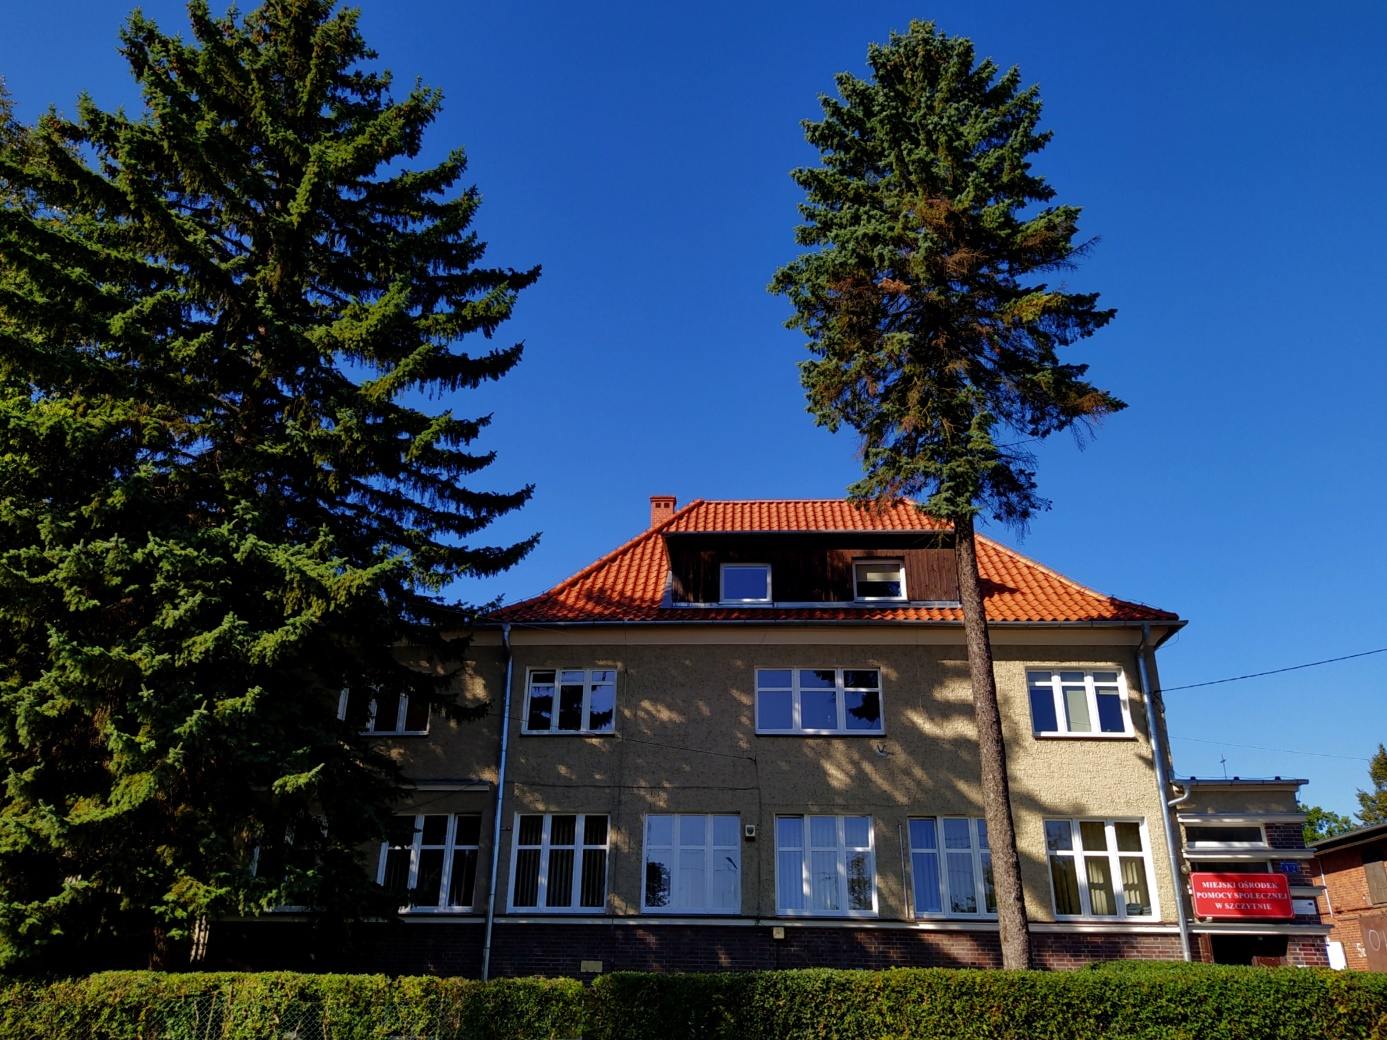 MIEJSKI OŚRODEK
POMOCY SPOŁECZNEJ
W SZCZYTNIE